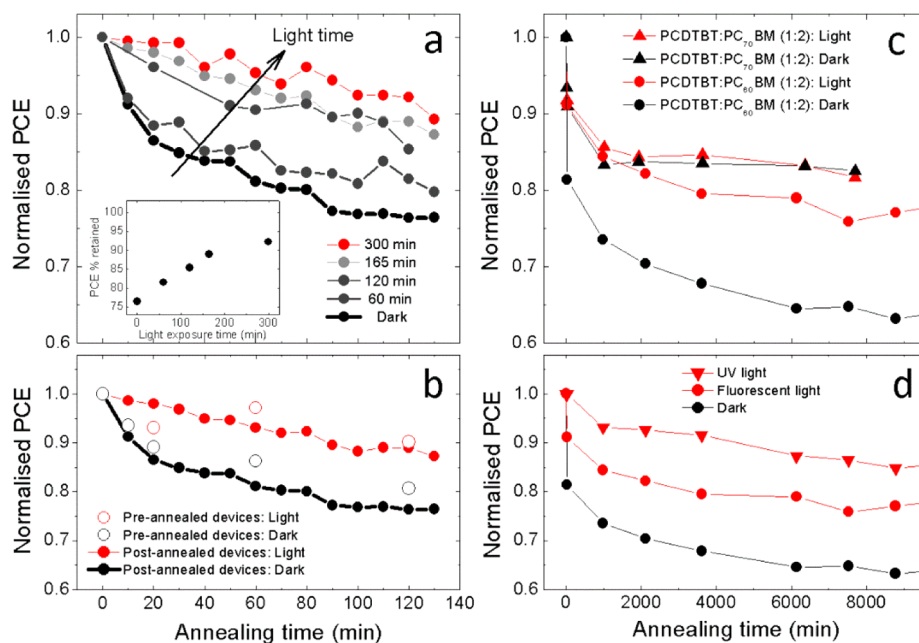 a
Light time
Normalised PCE
1.0
0.9
0.8
0.7
0.6
PCE % retained
100
95
90
85
80
75
0 100 200 300
Light exposure time (min)
300 min
165 min
120 min
60 min
Dark
c
PCDTBT:PC70BM (1:2): Light
PCDTBT:PC70BM (1:2): Dark
PCDTBT:PC60BM (1:2): Light
PCDTBT:PC60BM (1:2): Dark
Normalised PCE
1.0
0.9
0.8
0.7
0.6
b
Normalised PCE
1.0
0.9
0.8
0.7
0.6
Pre-annealed devices: Light
Pre-annealed devices: Dark
Post-annealed devices: Light
Post-annealed devices: Dark
0 20 40 60 80 100 120 140
Annealing time (min)
d
UV light
Fluorescent light
Dark
Normalised PCE
1.0
0.9
0.8
0.7
0.6
0 2000 4000 6000 8000
Annealing time (min)